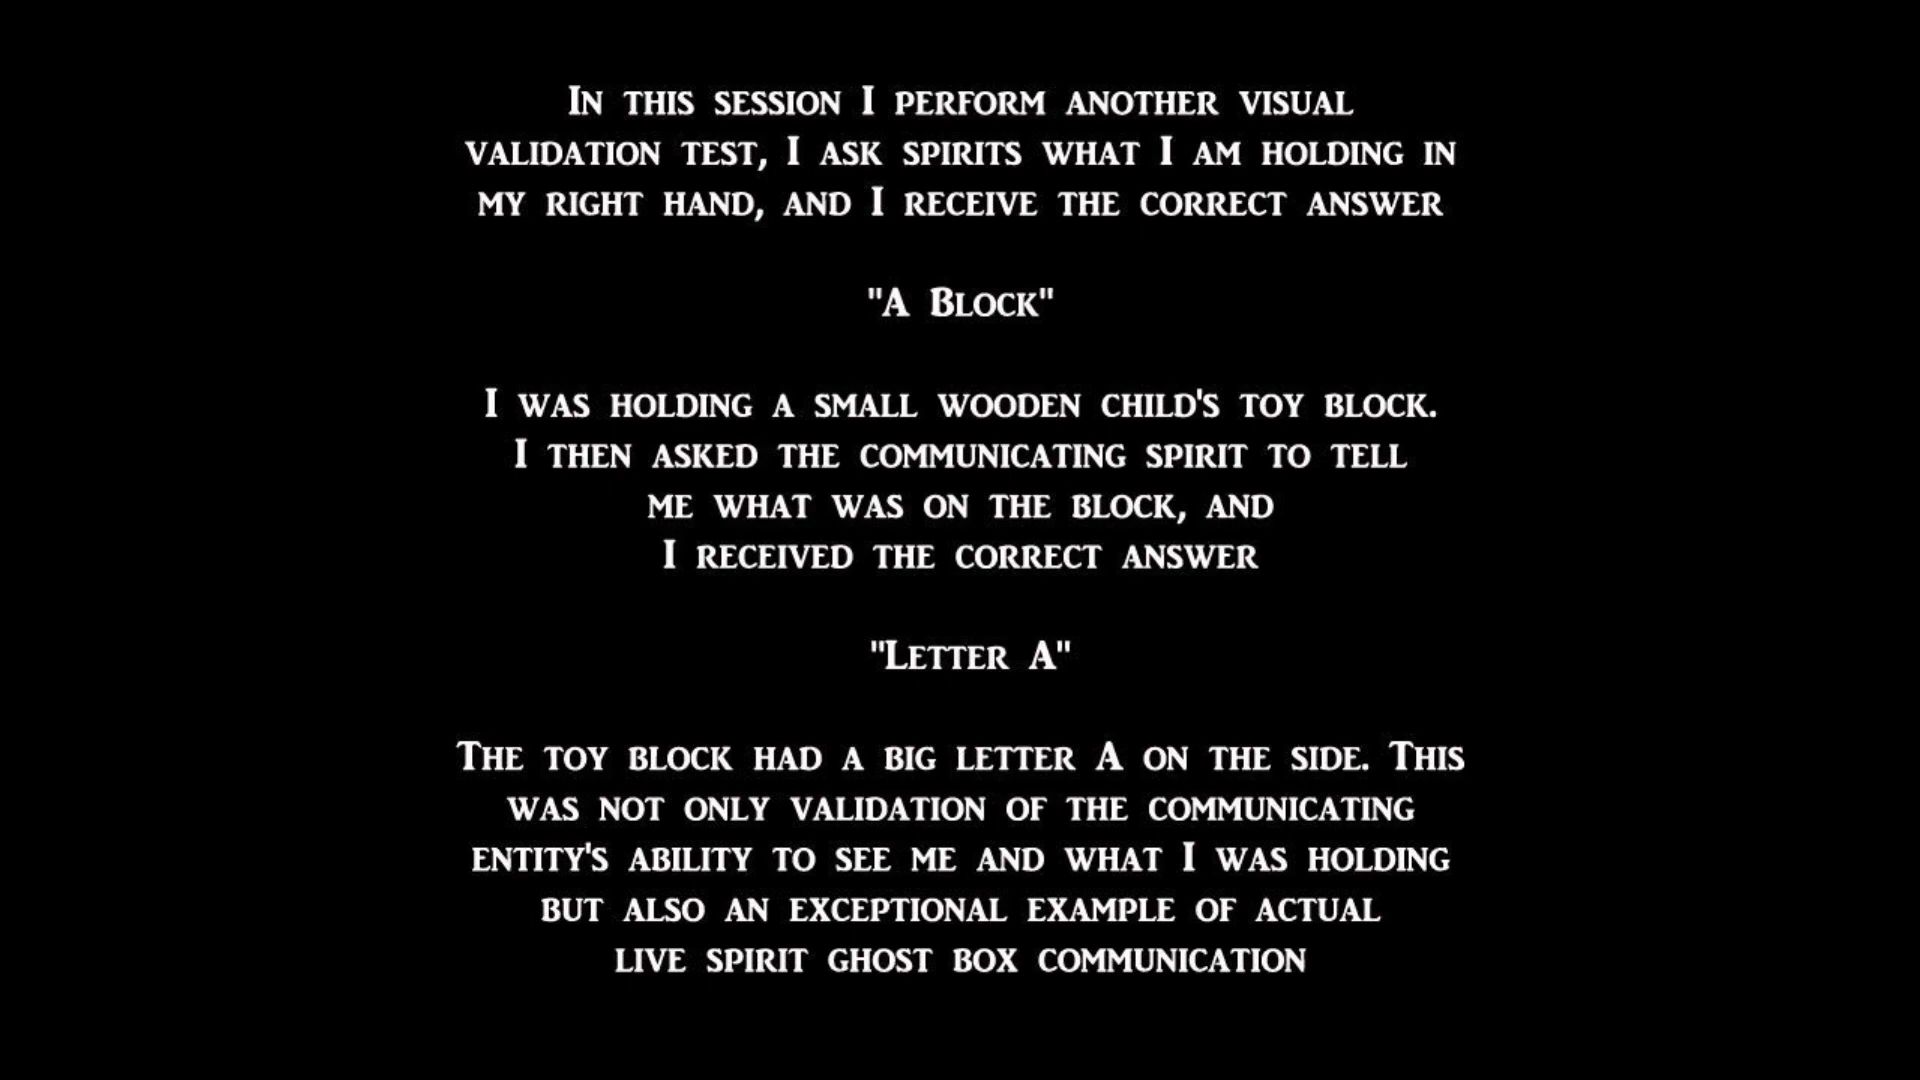 In this session I perform another visual
validation test, I ask spirits what I am holding in
my right hand, and I receive the correct answer
"A Block"
I was holding a small wooden child's toy block.
I then asked the communicating spirit to tell
me what was on the block, and
I received the correct answer
"Letter A"
The toy block had a big letter A on the side. This
was not only validation of the communicating
entity's ability to see me and what I was holding
but also an exceptional example of actual
live spirit ghost box communication